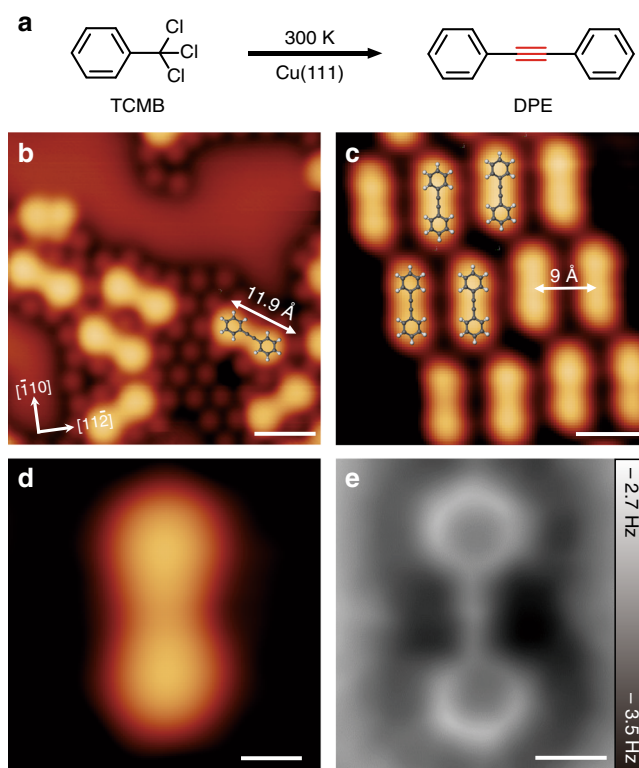 a
Cl
Cl
Cl
300 K
Cu(111)
TCMB
DPE
b
11.9 Å
[1̄10]
[112̄]
c
9 Å
d
e
– 2.7 Hz
– 3.5 Hz